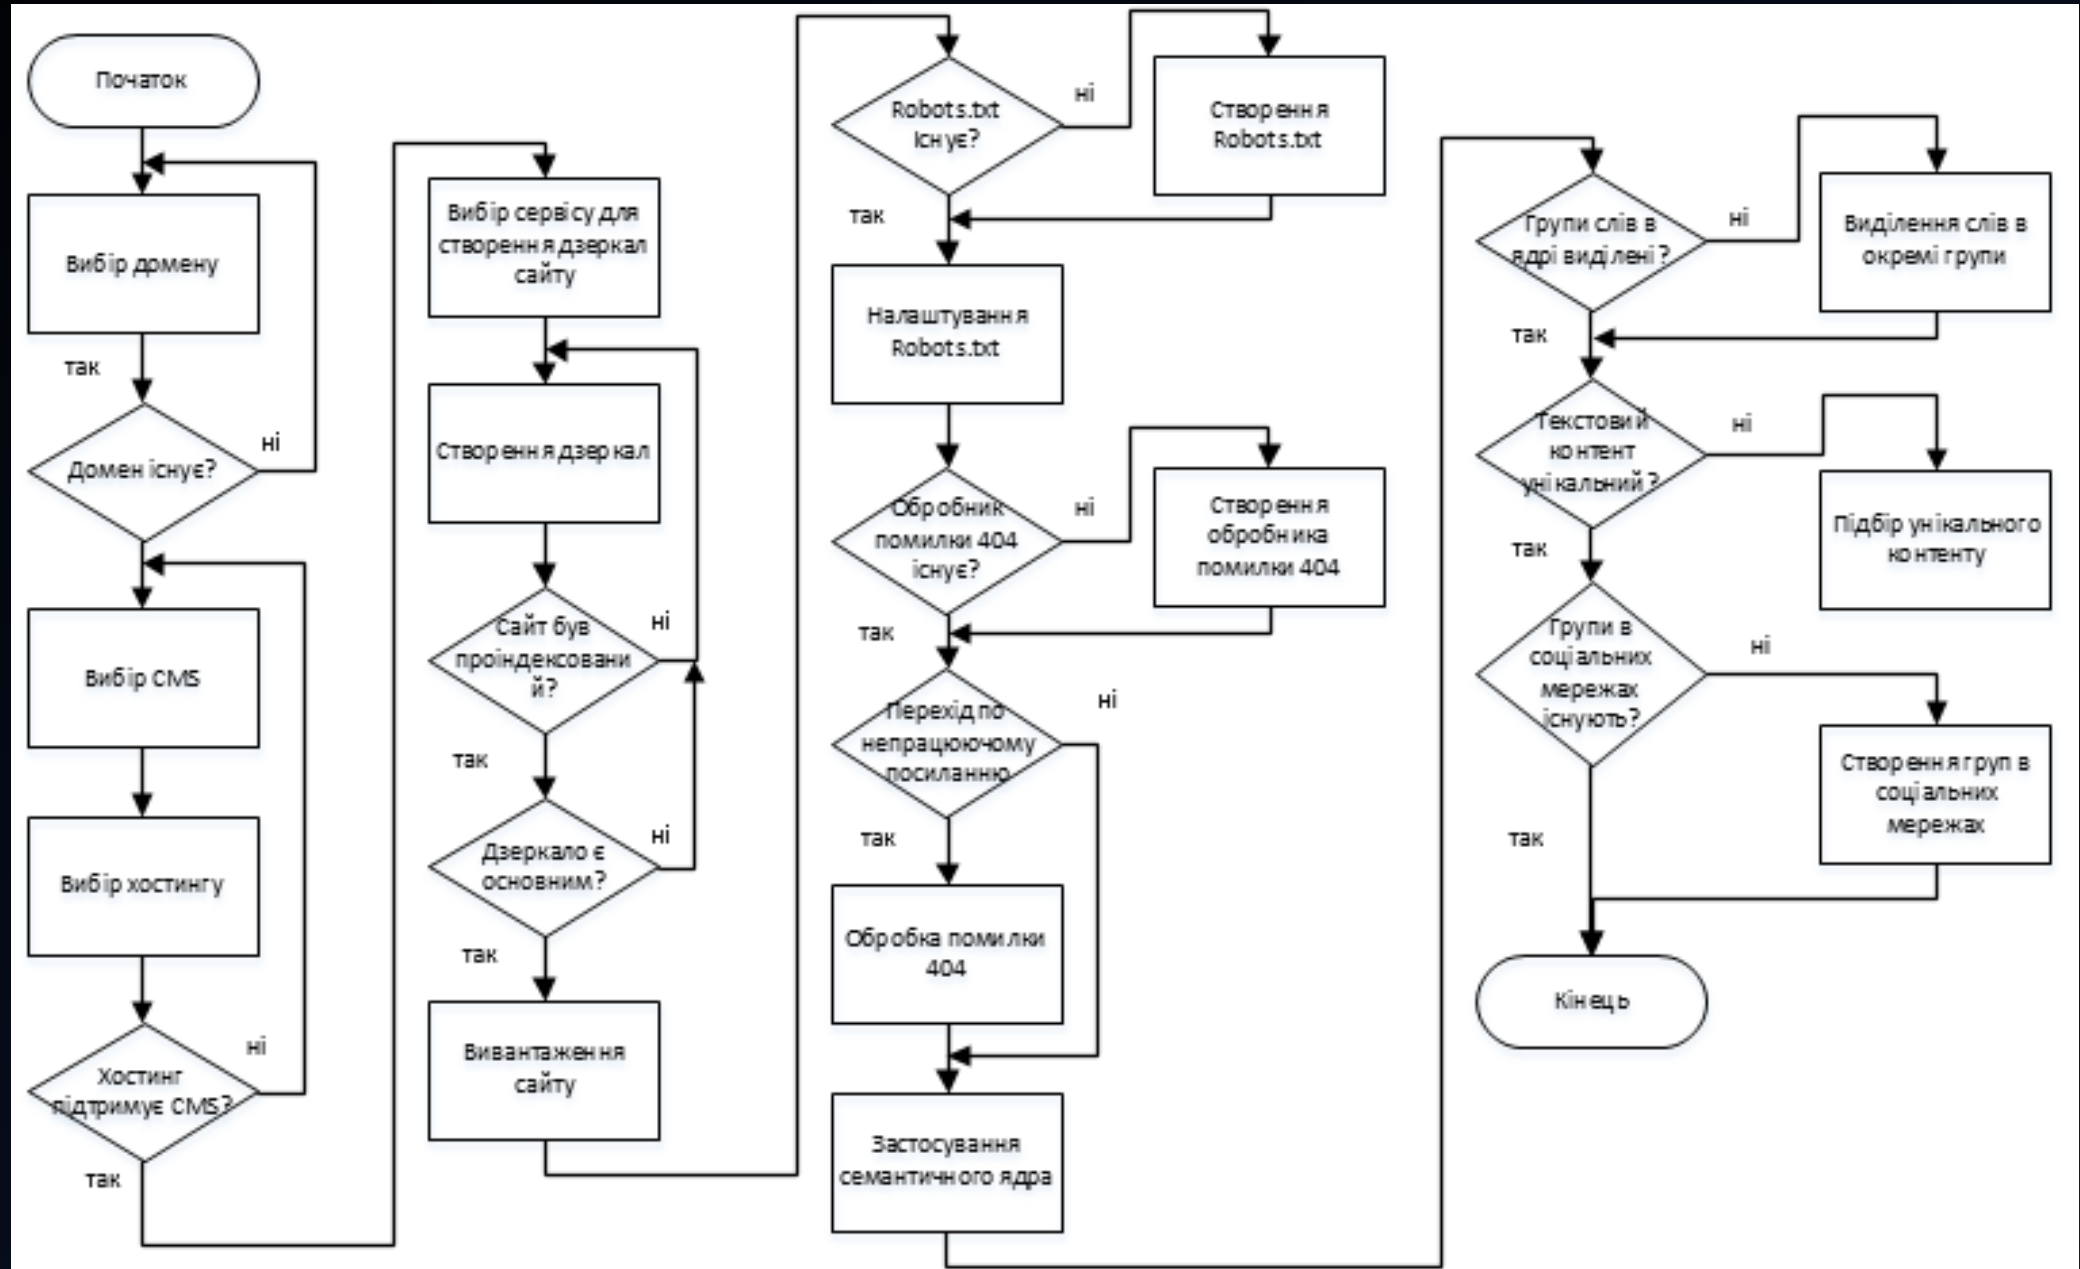 Початок
Вибір домену
так
Домен існує?
ні
Вибір CMS
Вибір хостингу
ні
Хостинг
підтримує CMS?
так
Вибір сервісу для
створення дзеркал
сайту
Створення дзеркал
Сайт був
проіндексовани
й?
ні
так
Дзеркало є
основним?
ні
так
Вивантаження
сайту
Robots.txt
Існує?
ні
Створення
Robots.txt
так
Налаштування
Robots.txt
Обробник
помилки 404
існує?
ні
Створення
обробника
помилки 404
так
Перехід по
непрацюючому
посиланню
ні
так
Обробка помилки
404
Застосування
семантичного ядра
Групи слів в
ядрі виділені?
ні
Виділення слів в
окремі групи
так
Текстовий
контент
унікальний?
ні
Підбір унікального
контенту
так
Групи в
соціальних
мережах
існують?
ні
Створення груп в
соціальних
мережах
так
Кінець